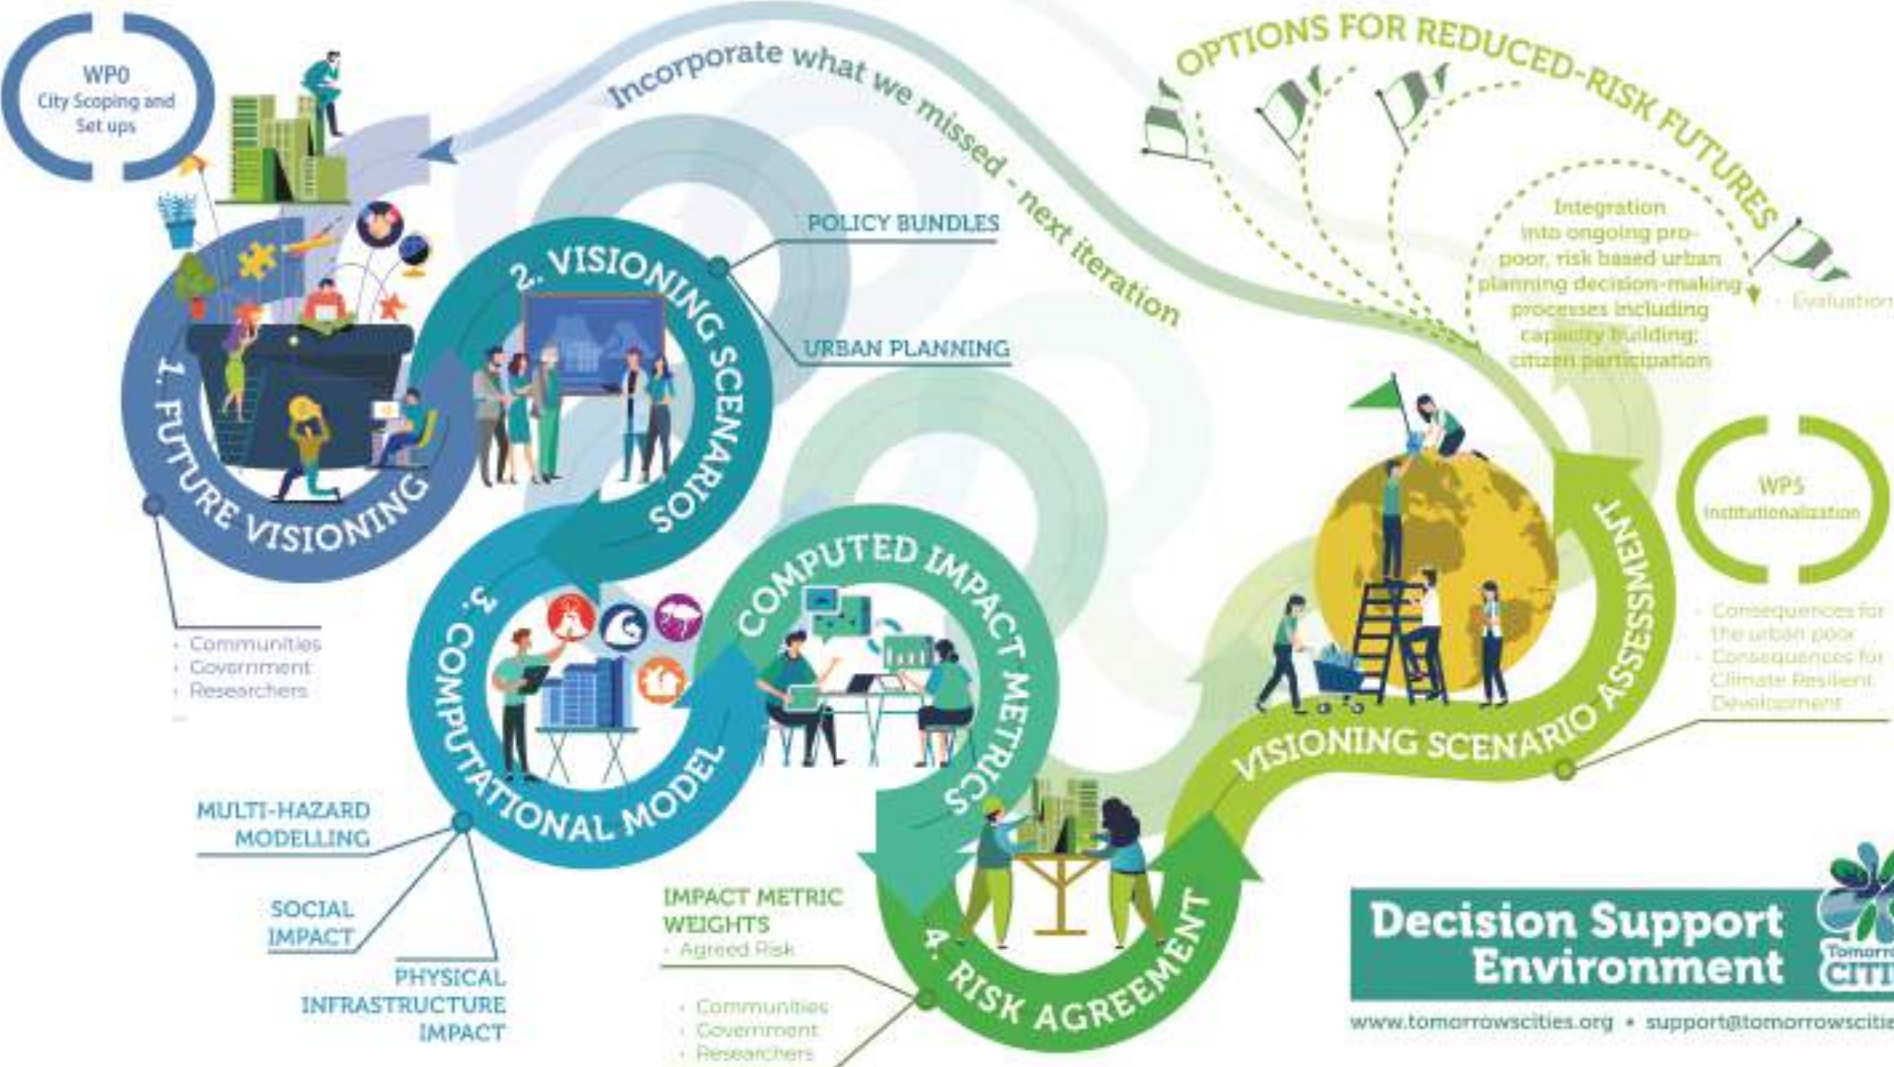 WP0
City Scoping and
Set ups
Incorporate what we missed - next iteration
OPTIONS FOR REDUCED-RISK FUTURES
Integration
into ongoing pro-
poor, risk based urban
planning decision-making
processes including
capacity building;
citizen participation
• Evaluation
1. FUTURE VISIONING
• Communities
• Government
• Researchers
2. VISIONING SCENARIOS
POLICY BUNDLES
URBAN PLANNING
3. COMPUTATIONAL MODEL
MULTI-HAZARD
MODELLING
SOCIAL
IMPACT
PHYSICAL
INFRASTRUCTURE
IMPACT
COMPUTED IMPACT METRICS
IMPACT METRIC
WEIGHTS
• Agreed Risk
• Communities
• Government
• Researchers
4. RISK AGREEMENT
VISIONING SCENARIO ASSESSMENT
WP5
Institutionalization
• Consequences for
the urban poor
• Consequences for
Climate Resilient
Development
Decision Support
Environment
Tomorro
CITI
www.tomorrowscities.org • support@tomorrowscitie